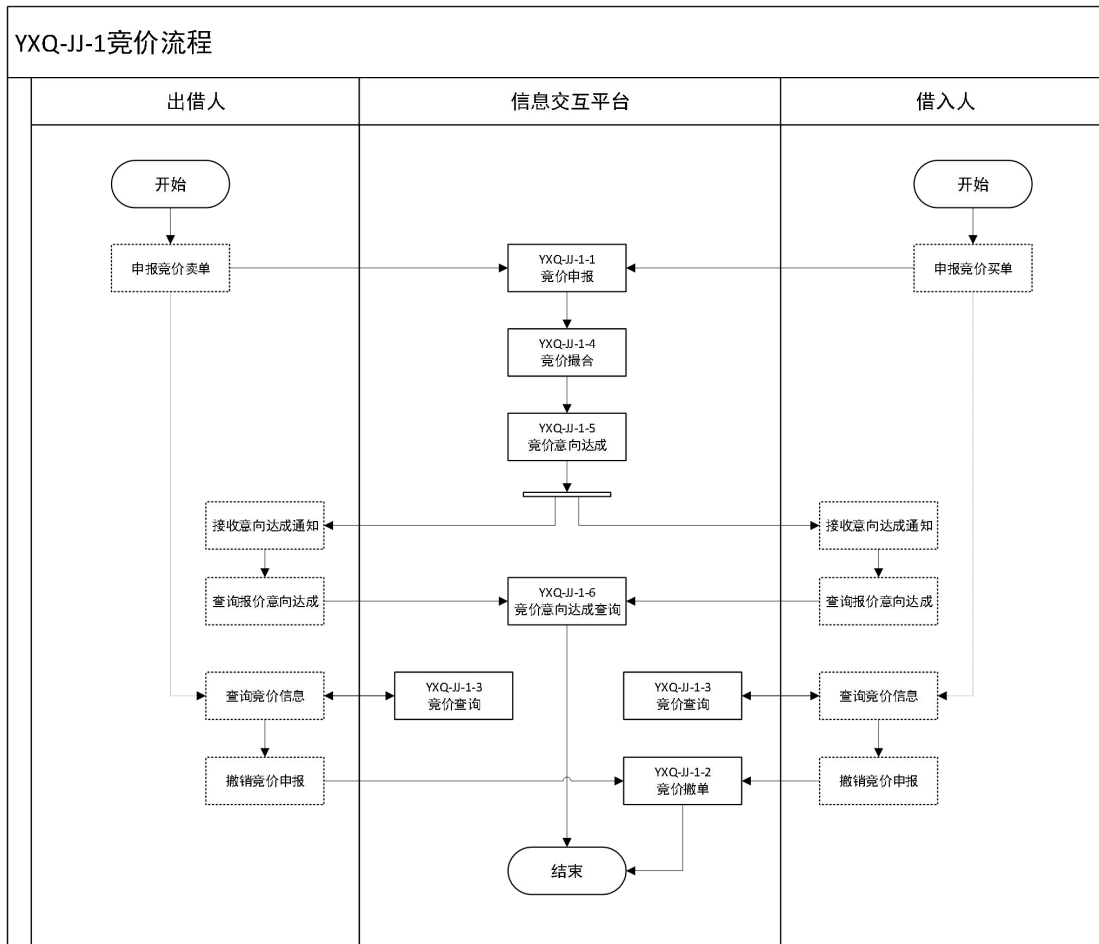 YXQ-JJ-1竞价流程
出借人
信息交互平台
借入人
开始
开始
申报竞价卖单
YXQ-JJ-1-1
竞价申报
申报竞价买单
YXQ-JJ-1-4
竞价撮合
YXQ-JJ-1-5
竞价意向达成
接收意向达成通知
接收意向达成通知
查询报价意向达成
YXQ-JJ-1-6
竞价意向达成查询
查询报价意向达成
查询竞价信息
YXQ-JJ-1-3
竞价查询
YXQ-JJ-1-3
竞价查询
查询竞价信息
撤销竞价申报
YXQ-JJ-1-2
竞价撤单
撤销竞价申报
结束